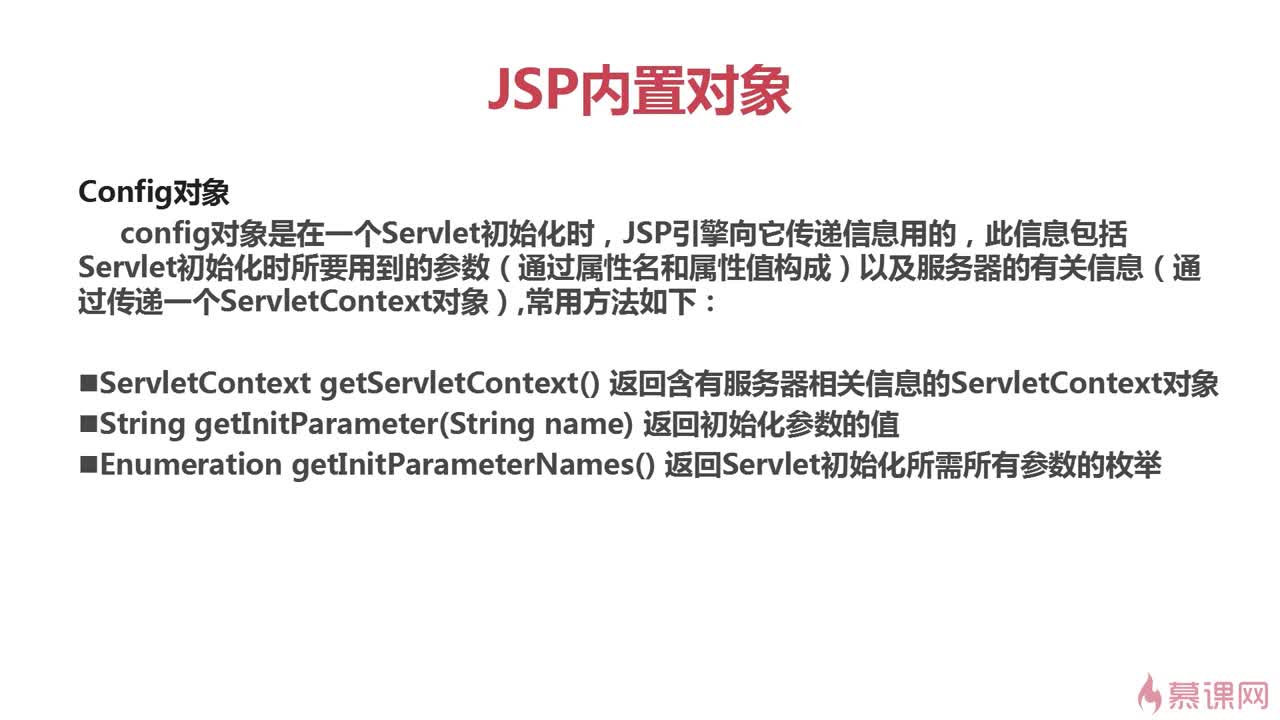 JSP内置对象
Config对象
config对象是在一个Servlet初始化时，JSP引擎向它传递信息用的，此信息包括
Servlet初始化时所要用到的参数（通过属性名和属性值构成）以及服务器的有关信息（通
过传递一个ServletContext对象）,常用方法如下：
■ServletContext getServletContext() 返回含有服务器相关信息的ServletContext对象
■String getInitParameter(String name) 返回初始化参数的值
■Enumeration getInitParameterNames() 返回Servlet初始化所需所有参数的枚举
慕课网